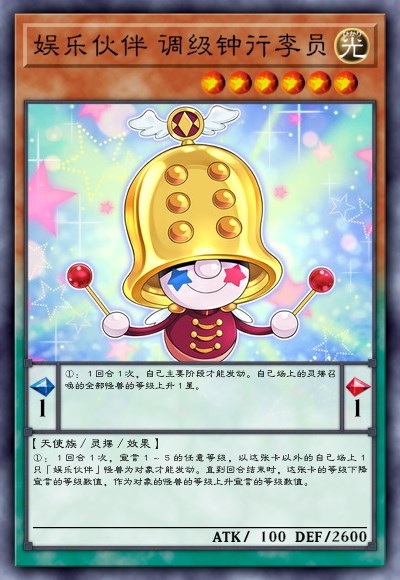 娱乐伙伴 调级钟行李员
光
①：1回合1次，自己主要阶段才能发动。自己场上的灵摆召
唤的全部怪兽的等级上升1星。
1
1
【天使族／灵摆／效果】
①：1回合1次，宣言1～5的任意等级，以这张卡以外的自己场上1
只「娱乐伙伴」怪兽为对象才能发动。直到回合结束时，这张卡的等级下降
宣言的等级数值，作为对象的怪兽的等级上升宣言的等级数值。
ATK/ 100 DEF/2600